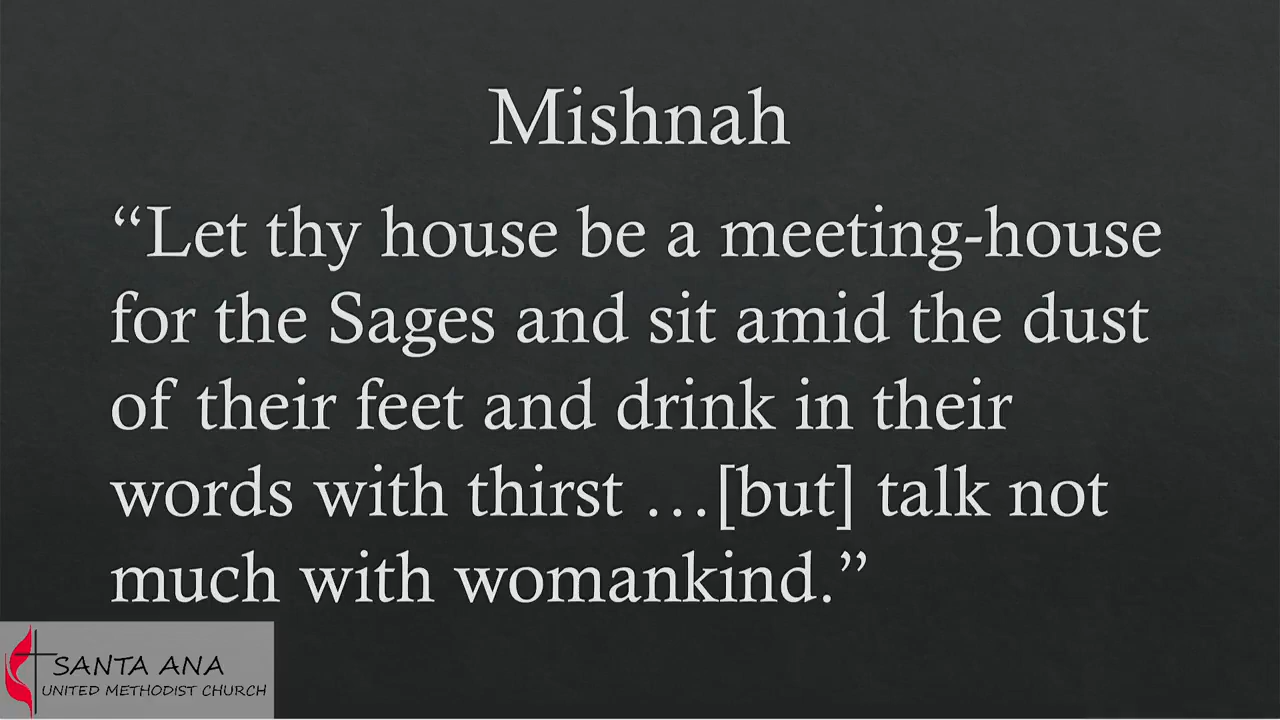 Mishnah
“Let thy house be a meeting-house
for the Sages and sit amid the dust
of their feet and drink in their
words with thirst …[but] talk not
much with womankind.”
SANTA ANA
UNITED METHODIST CHURCH